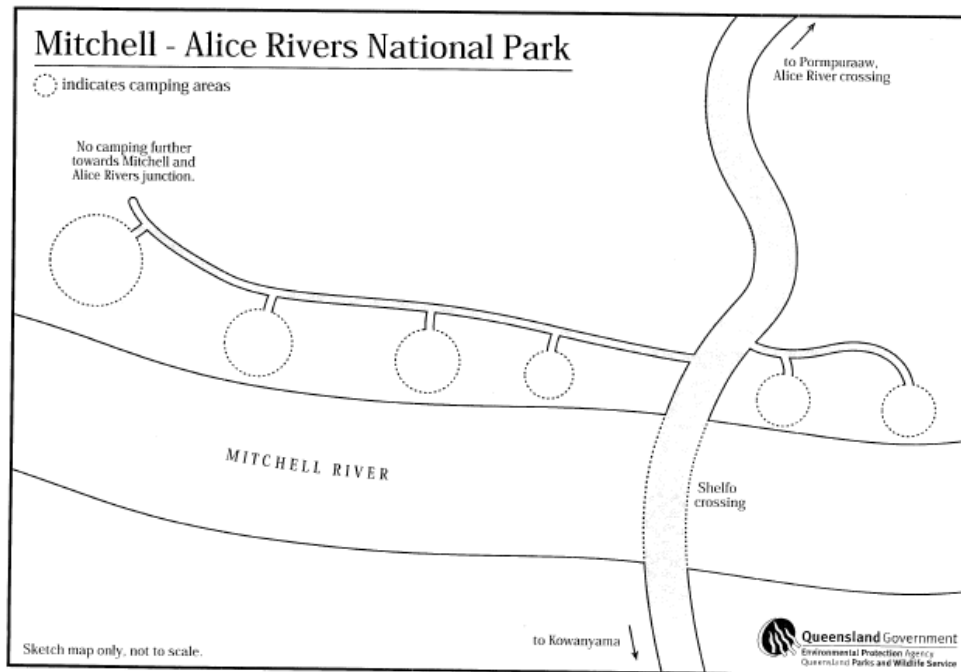 Mitchell - Alice Rivers National Park
indicates camping areas
to Pormpuraaw,
Alice River crossing
No camping further
towards Mitchell and
Alice Rivers junction.
MITCHELL RIVER
Shelfo
crossing
to Kowanyama
Sketch map only, not to scale.
Queensland Government
Environmental Protection Agency
Queensland Parks and Wildlife Service